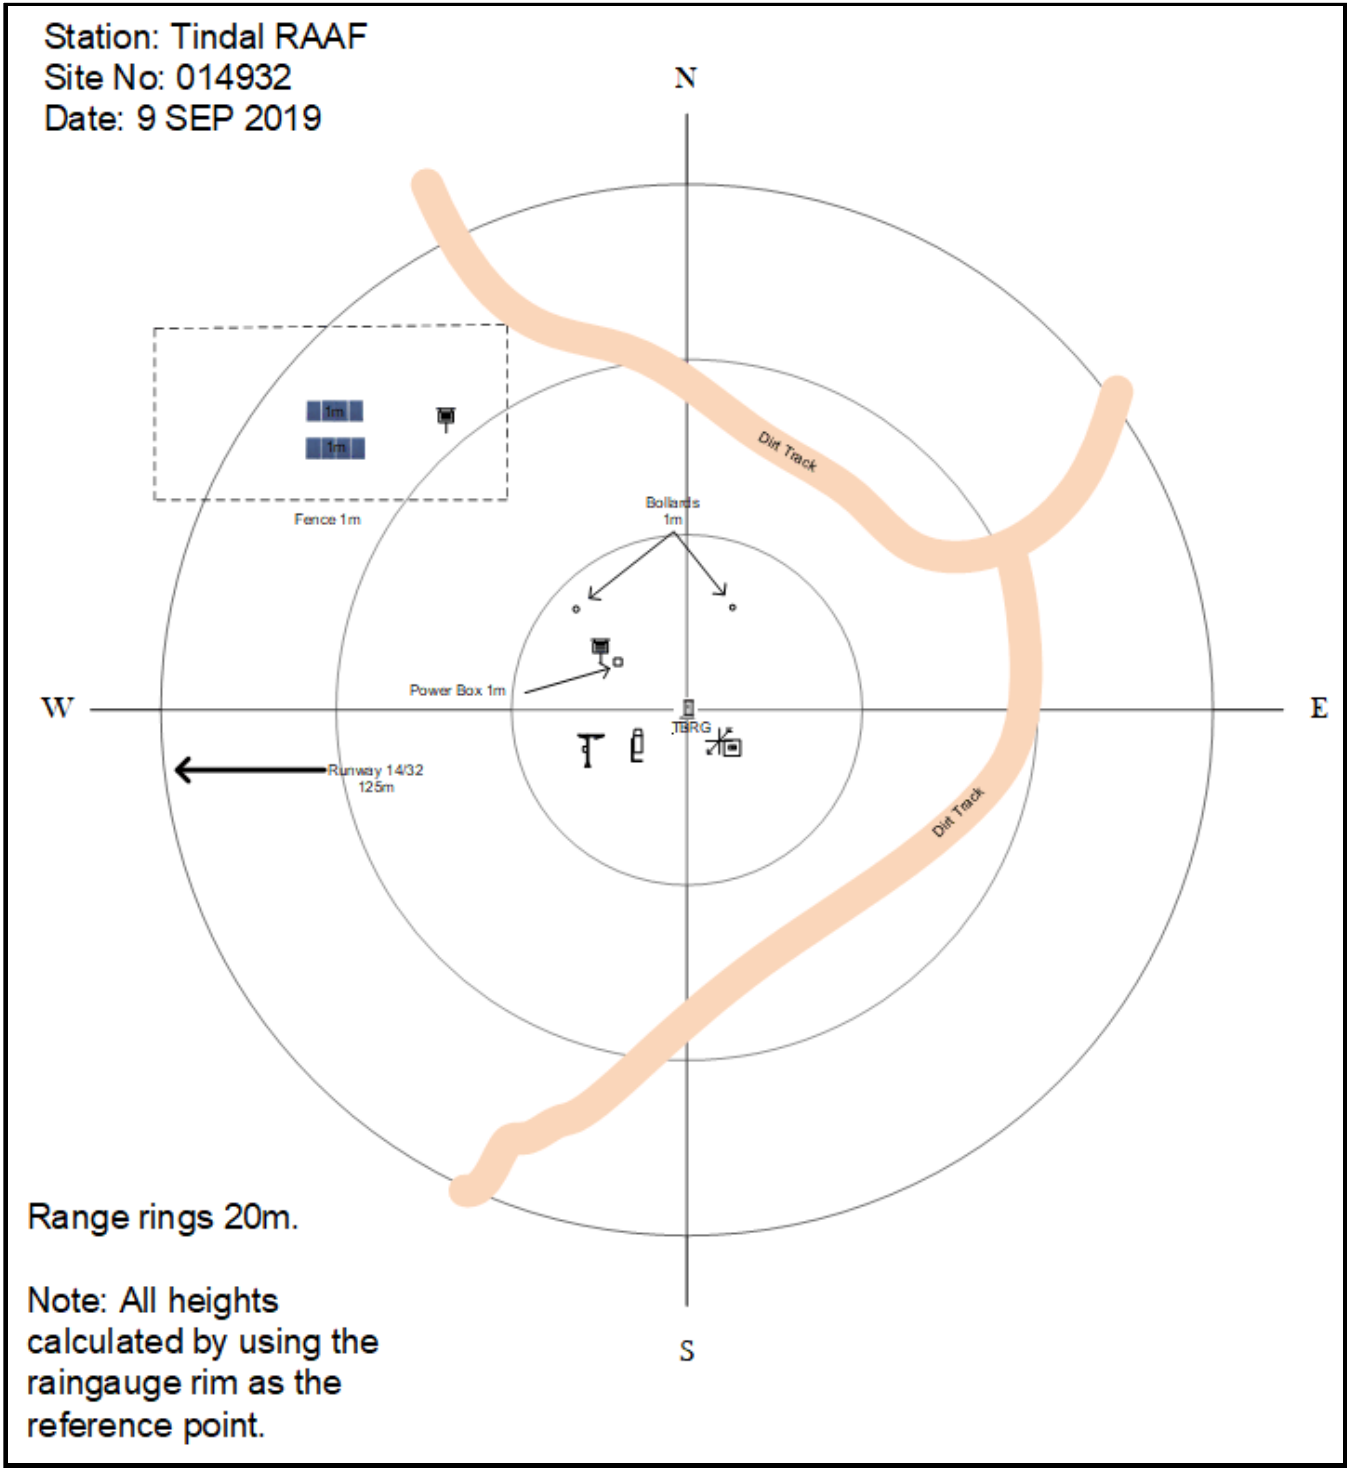 Station: Tindal RAAF
Site No: 014932
Date: 9 SEP 2019
N
1m
1m
Fence 1m
Dirt Track
Bollards
1m
Power Box 1m
W
E
TBRG
Runway 14/32
125m
Dirt Track
Range rings 20m.
Note: All heights
calculated by using the
raingauge rim as the
reference point.
S